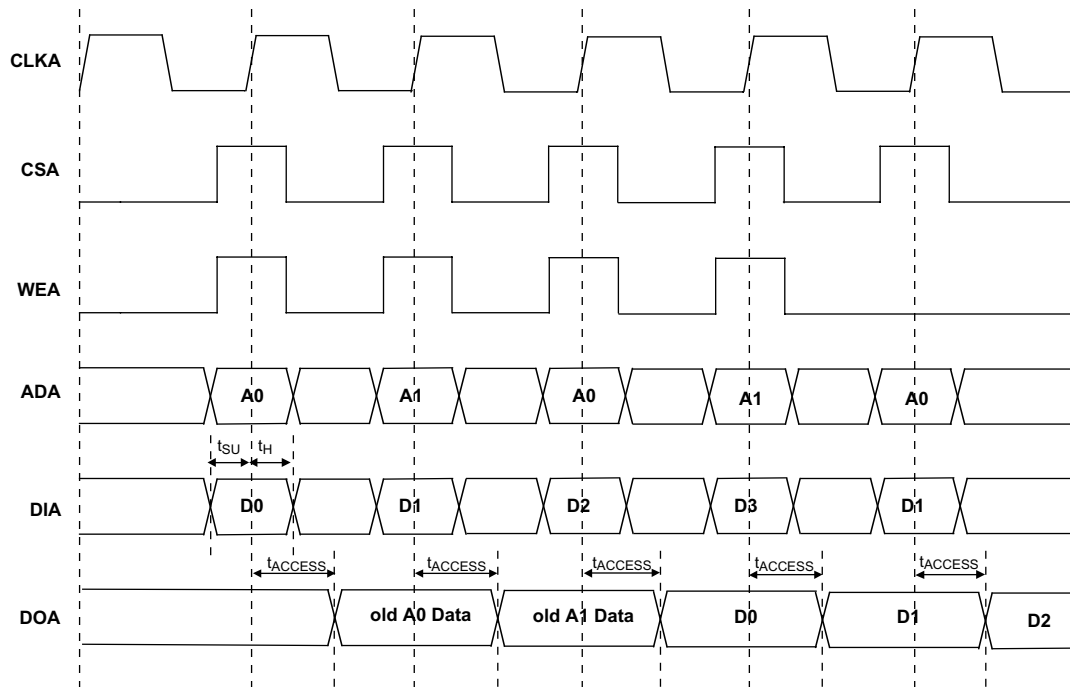 CLKA
CSA
WEA
ADA A0 A1 A0 A1 A0
tSU tH
DIA D0 D1 D2 D3 D1
tACCESS tACCESS tACCESS tACCESS tACCESS
DOA old A0 Data old A1 Data D0 D1 D2